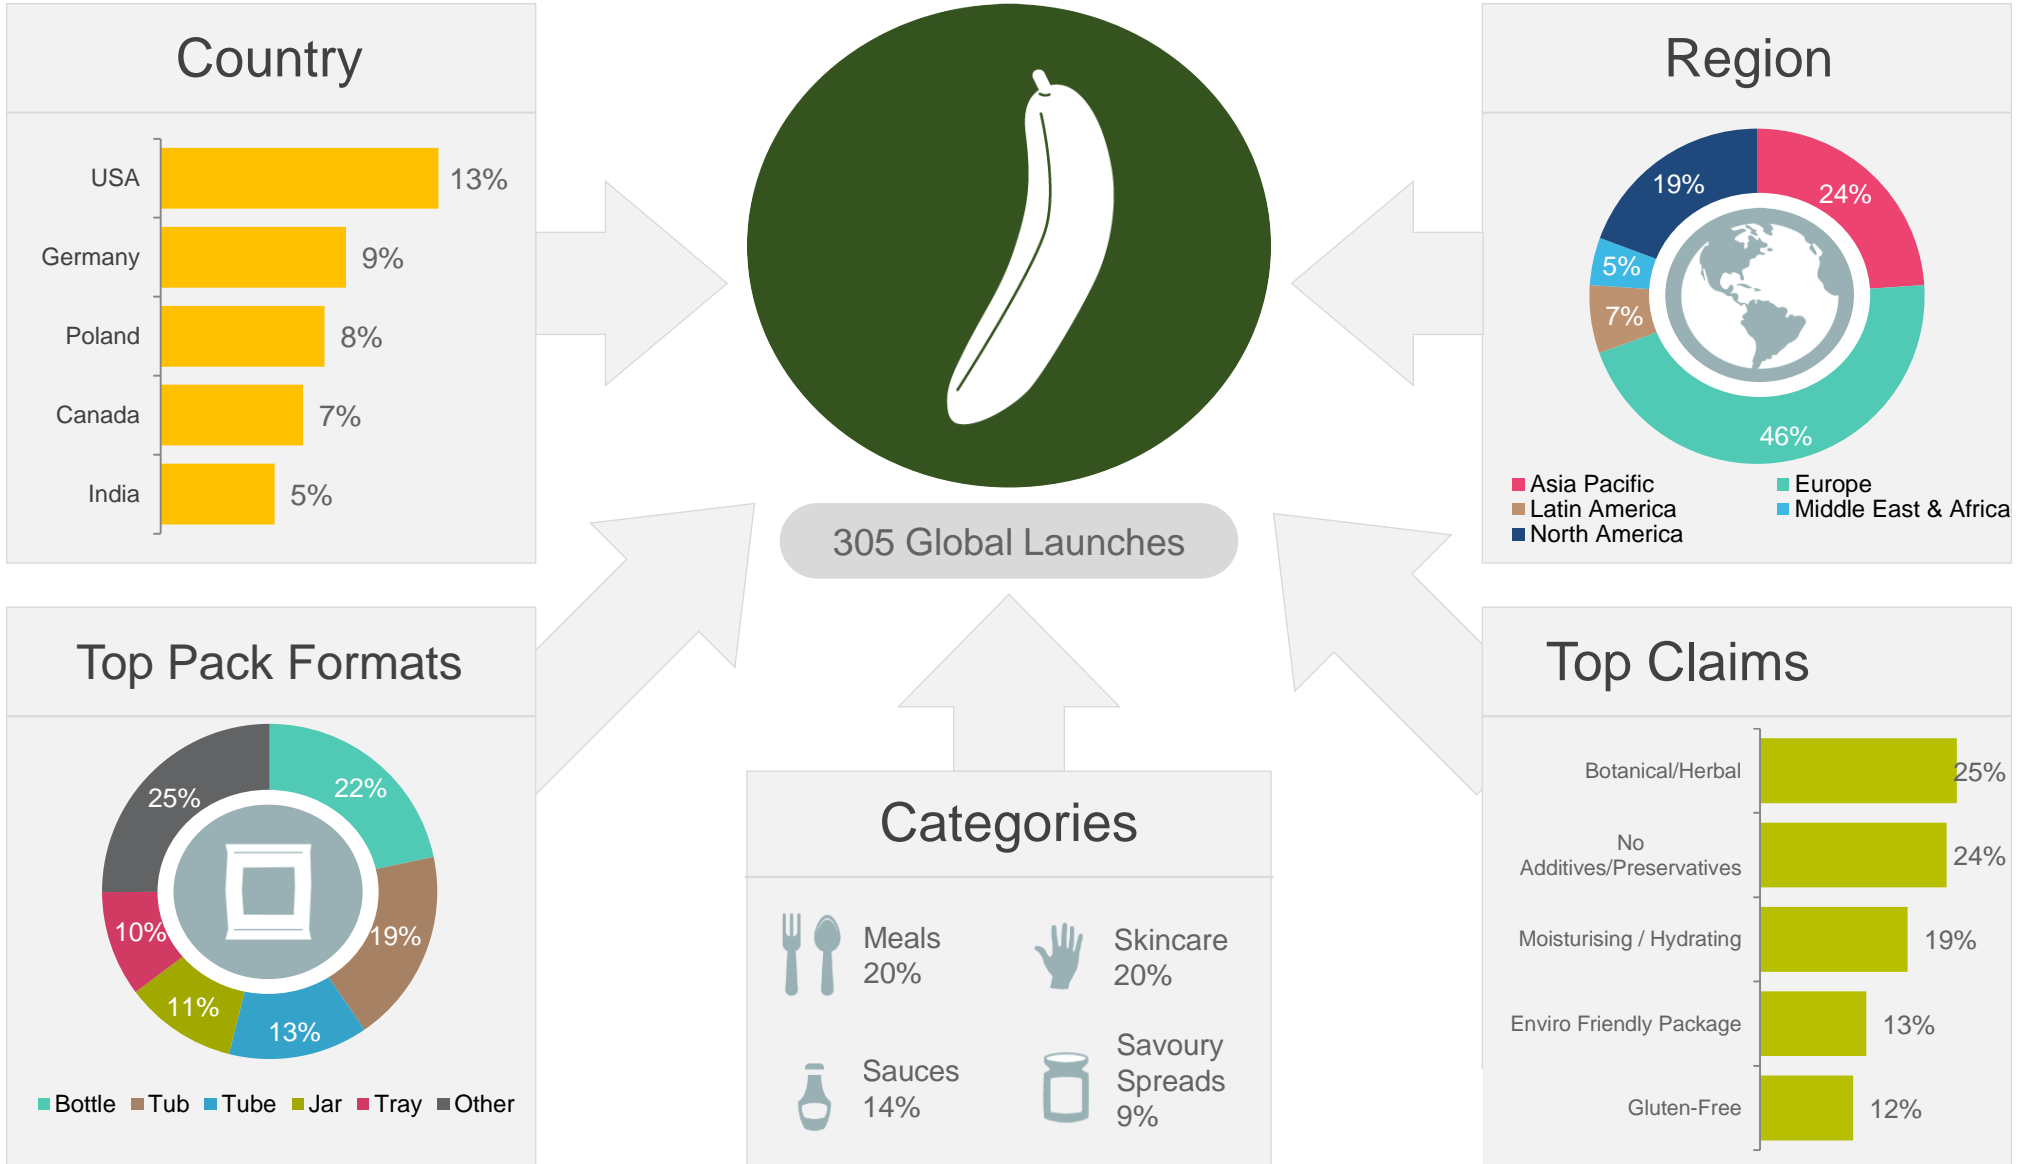 Country
USA
13%
Germany
9%
Poland
8%
Canada
7%
India
5%
305 Global Launches
Region
19%
24%
5%
7%
46%
Asia Pacific
Europe
Latin America
Middle East & Africa
North America
Top Pack Formats
25%
22%
10%
19%
11%
13%
Bottle
Tub
Tube
Jar
Tray
Other
Categories
Meals
20%
Skincare
20%
Sauces
14%
Savoury
Spreads
9%
Top Claims
Botanical/Herbal
25%
No
Additives/Preservatives
24%
Moisturising / Hydrating
19%
Enviro Friendly Package
13%
Gluten-Free
12%